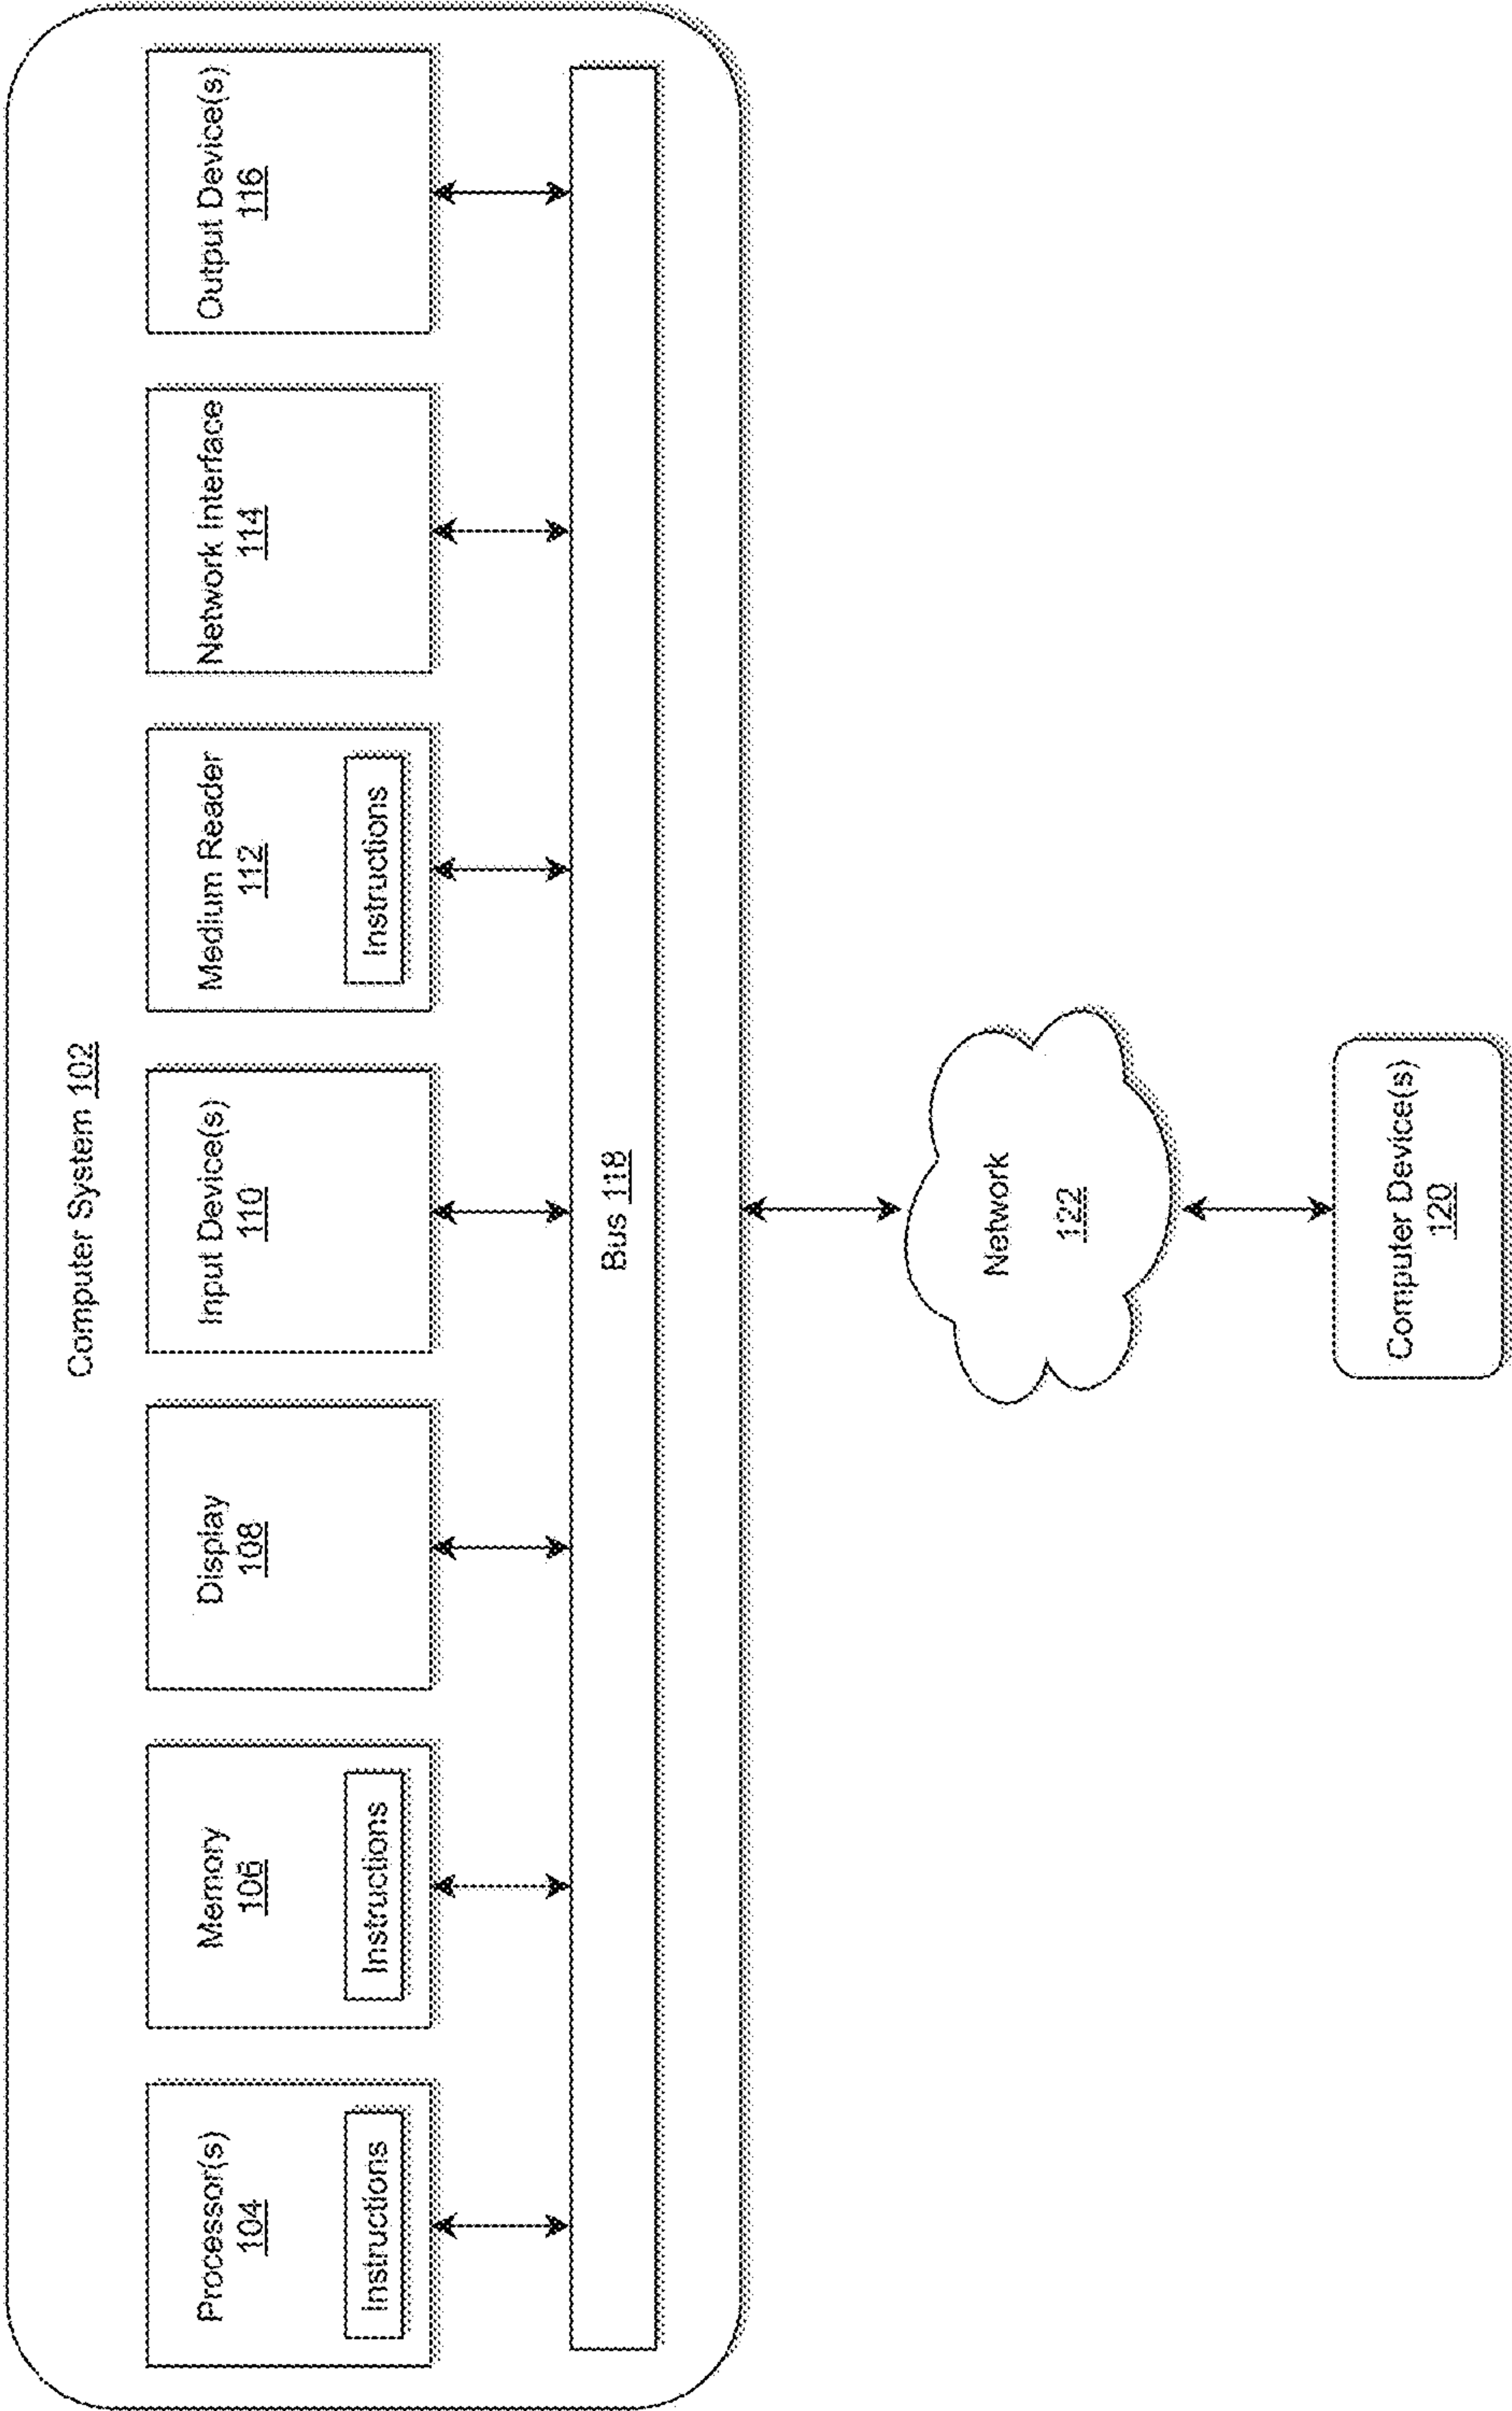 Computer System 102
Processor(s)
104
Instructions
Memory
106
Instructions
Display
108
Input Device(s)
110
Medium Reader
112
Instructions
Network Interface
114
Output Device(s)
116
Bus 118
Network
122
Computer Device(s)
120